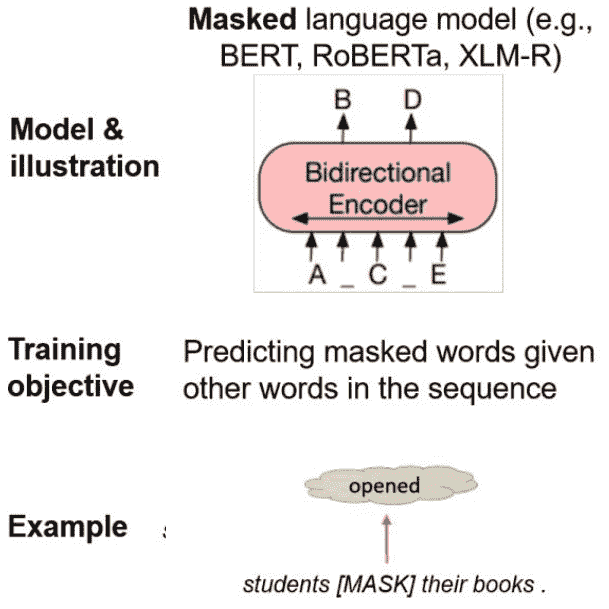 Masked language model (e.g.,
BERT, RoBERTa, XLM-R)
Model &
illustration
B D
Bidirectional
Encoder
A _ C _ E
Training
objective
Predicting masked words given
other words in the sequence
opened
Example
students [MASK] their books .